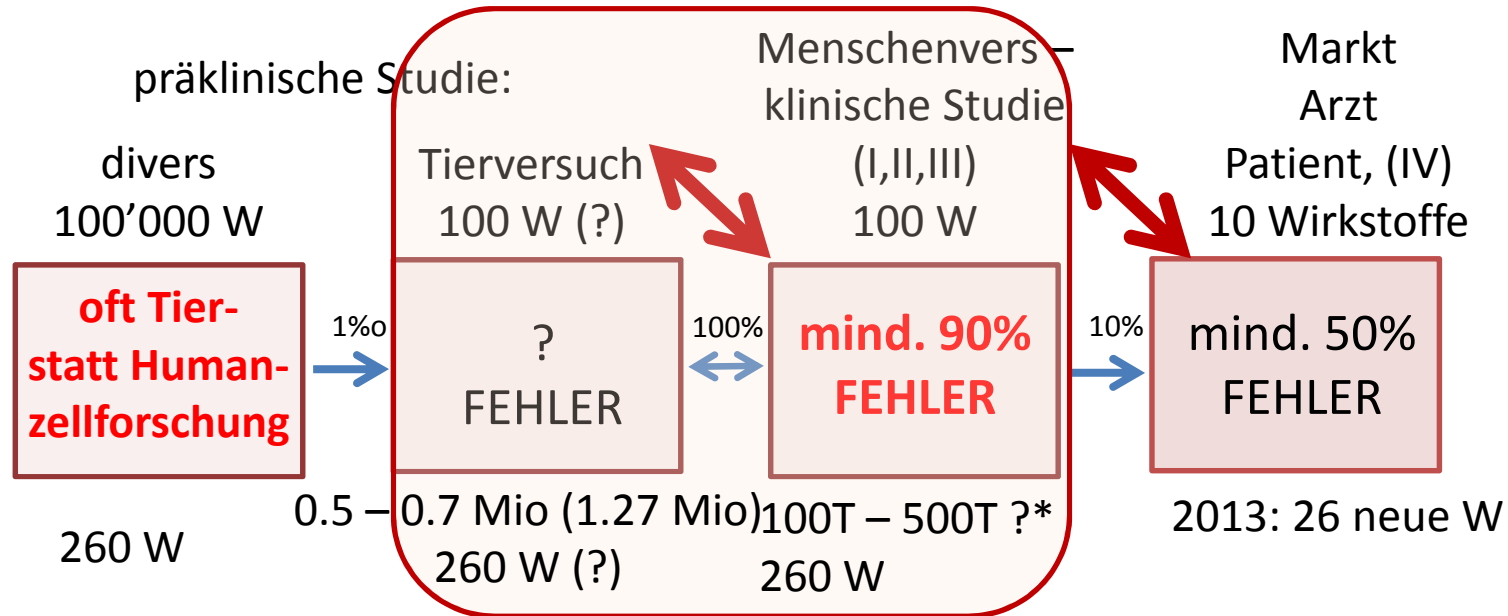 präklinische Studie:
divers
100’000 W
oft Tier-
statt Human-
zellforschung
260 W
1%o
Tierversuch
100 W (?)
?
FEHLER
0.5 – 0.7 Mio (1.27 Mio)
260 W (?)
100%
Menschenvers –
klinische Studie
(I,II,III)
100 W
mind. 90%
FEHLER
100T – 500T ?*
260 W
10%
Markt
Arzt
Patient, (IV)
10 Wirkstoffe
mind. 50%
FEHLER
2013: 26 neue W